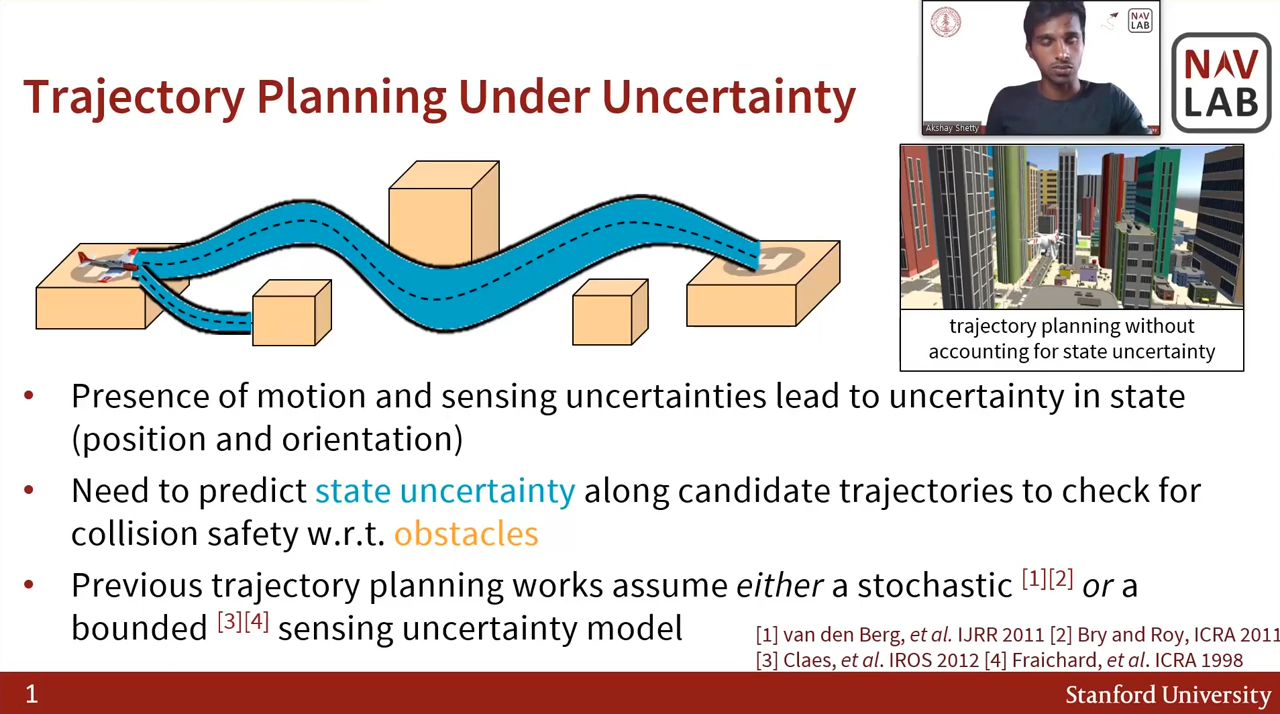 Trajectory Planning Under Uncertainty
NAV
LAB
Akshay Shetty
NAV
LAB
H
H
trajectory planning without
accounting for state uncertainty
• Presence of motion and sensing uncertainties lead to uncertainty in state
(position and orientation)
• Need to predict state uncertainty along candidate trajectories to check for
collision safety w.r.t. obstacles
• Previous trajectory planning works assume either a stochastic [1][2] or a
bounded [3][4] sensing uncertainty model
[1] van den Berg, et al. IJRR 2011 [2] Bry and Roy, ICRA 2011
[3] Claes, et al. IROS 2012 [4] Fraichard, et al. ICRA 1998
1
Stanford University